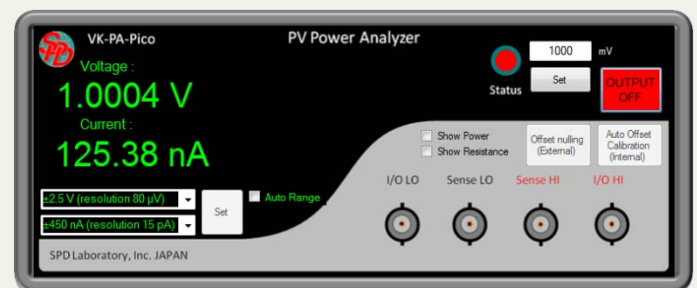 SPD
VK-PA-Pico
PV Power Analyzer
Voltage :
1.0004 V
Current :
125.38 nA
1000 mV
Set
Status
OUTPUT
OFF
Show Power
Show Resistance
Offset nulling
(External)
Auto Offset
Calibration
(Internal)
±2.5 V (resolution 80 µV)
±450 nA (resolution 15 pA)
Set
Auto Range
I/O LO Sense LO Sense HI I/O HI
SPD Laboratory, Inc. JAPAN